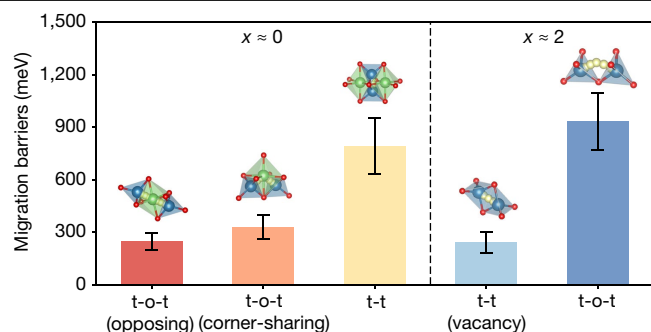 1,500
1,200
900
600
300
0
Migration barriers (meV)
x ≈ 0
x ≈ 2
t-o-t
(opposing)
t-o-t
(corner-sharing)
t-t
t-t
(vacancy)
t-o-t